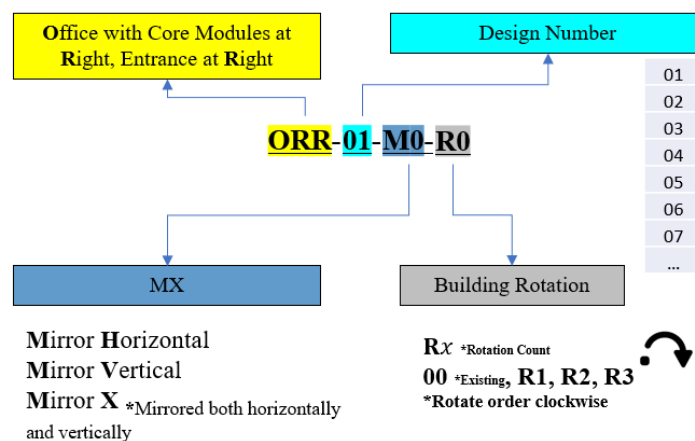 Office with Core Modules at
Right, Entrance at Right
Design Number
01
02
03
04
05
06
07
...
ORR-01-M0-R0
MX
Building Rotation
Mirror Horizontal
Mirror Vertical
Mirror X *Mirrored both horizontally
and vertically
Rx *Rotation Count
00 *Existing, R1, R2, R3
*Rotate order clockwise